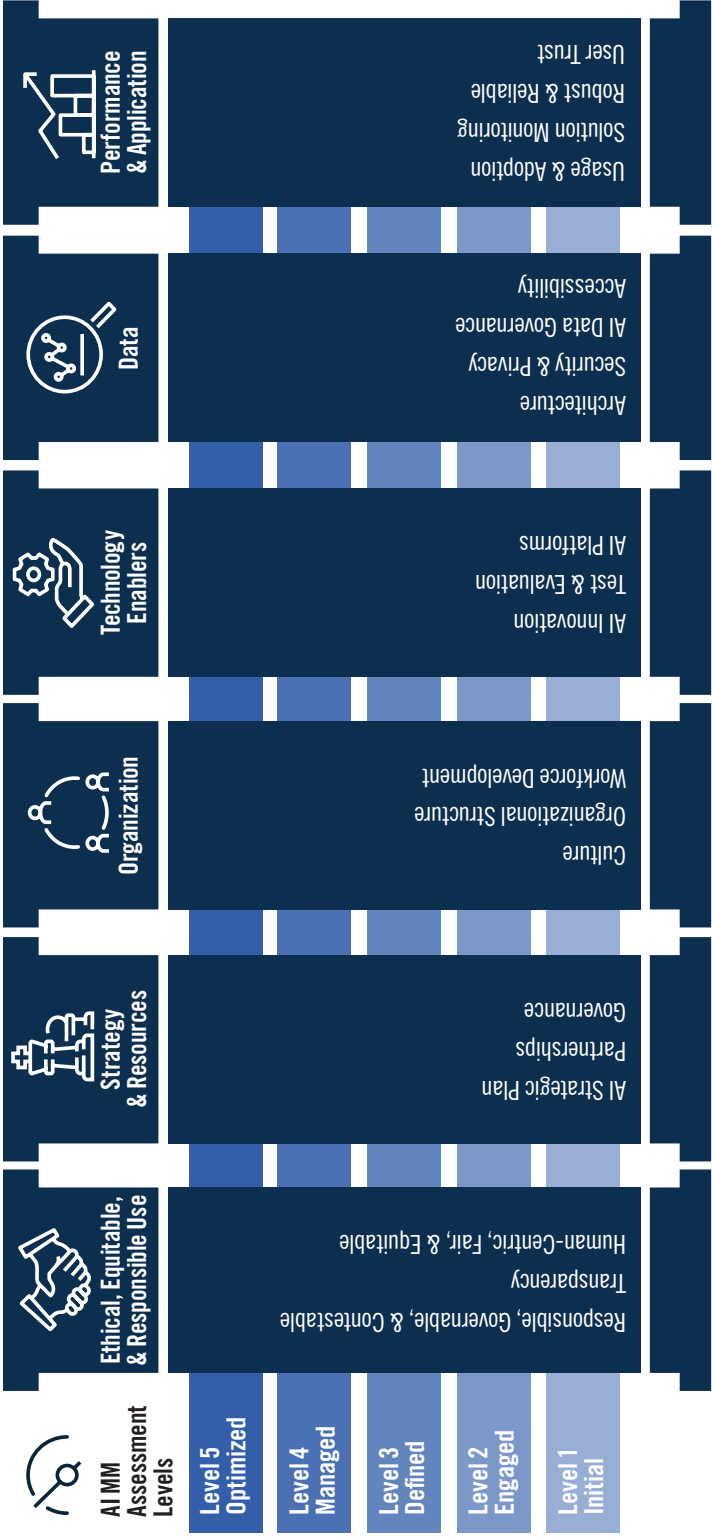 AI MM
Assessment
Levels
Level 5
Optimized
Level 4
Managed
Level 3
Defined
Level 2
Engaged
Level 1
Initial
Ethical, Equitable,
& Responsible Use
Responsible, Governable, & Contestable
Transparency
Human-Centric, Fair, & Equitable
Strategy
& Resources
AI Strategic Plan
Partnerships
Governance
Organization
Culture
Organizational Structure
Workforce Development
Technology
Enablers
AI Innovation
Test & Evaluation
AI Platforms
Data
Architecture
Security & Privacy
AI Data Governance
Accessibility
Performance
& Application
Usage & Adoption
Solution Monitoring
Robust & Reliable
User Trust